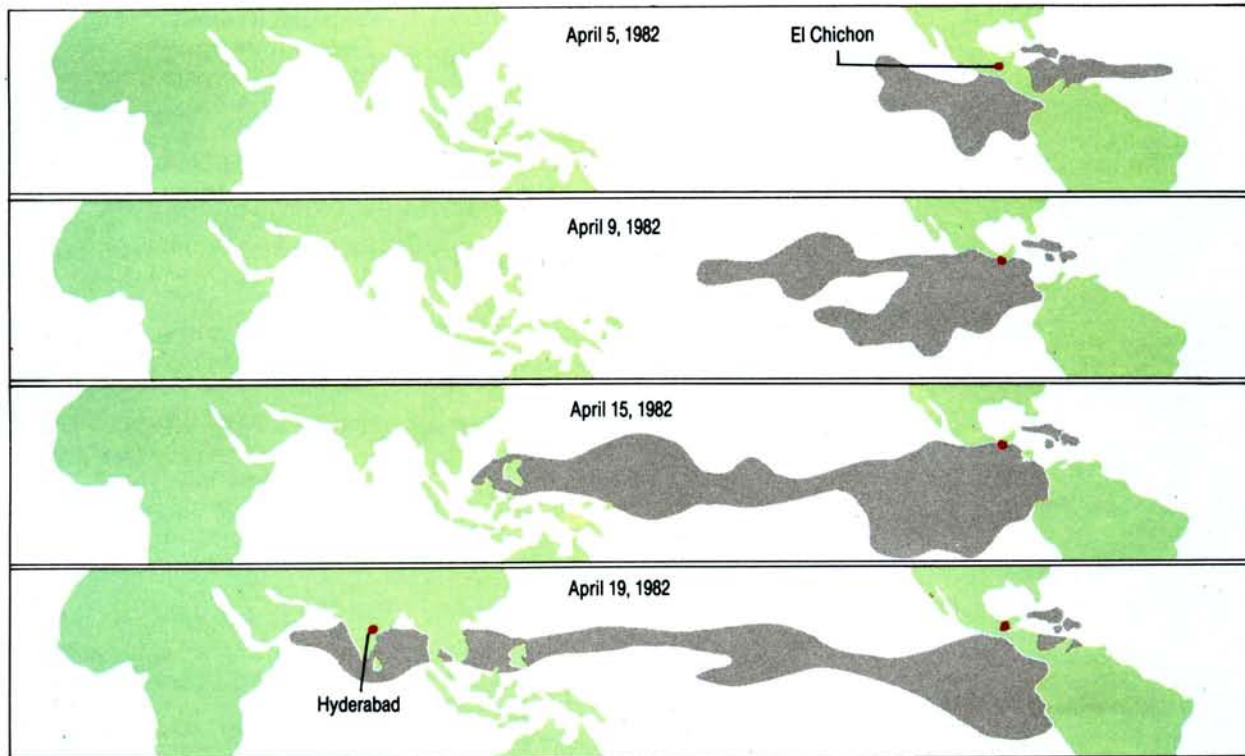 April 5, 1982
El Chichon
April 9, 1982
April 15, 1982
April 19, 1982
Hyderabad